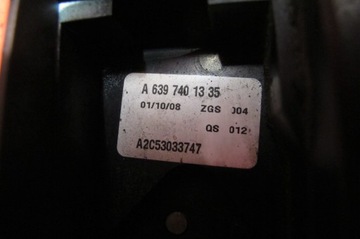 A 639 740 13 35
01/10/08 ZGS 004
QS 012
A2C53033747